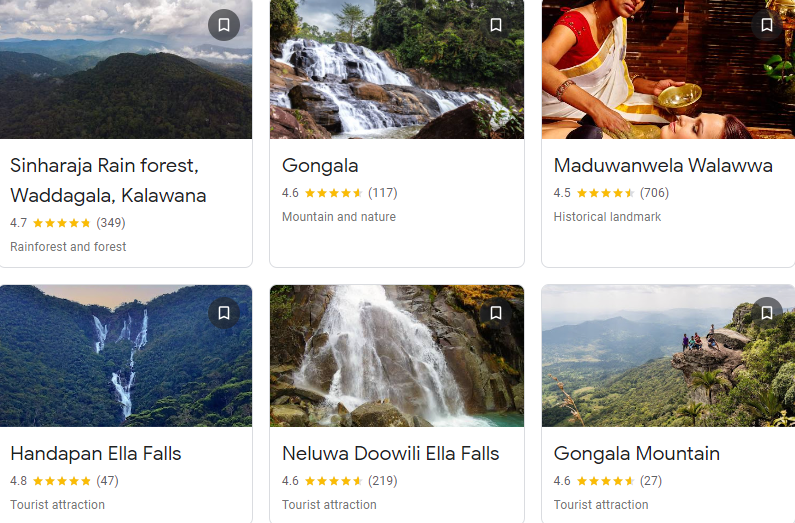 Sinharaja Rain forest,
Waddagala, Kalawana
4.7 (349)
Rainforest and forest
Gongala
4.6 (117)
Mountain and nature
Maduwanwela Walawwa
4.5 (706)
Historical landmark
Handapan Ella Falls
4.8 (47)
Tourist attraction
Neluwa Doowili Ella Falls
4.6 (219)
Tourist attraction
Gongala Mountain
4.6 (27)
Tourist attraction